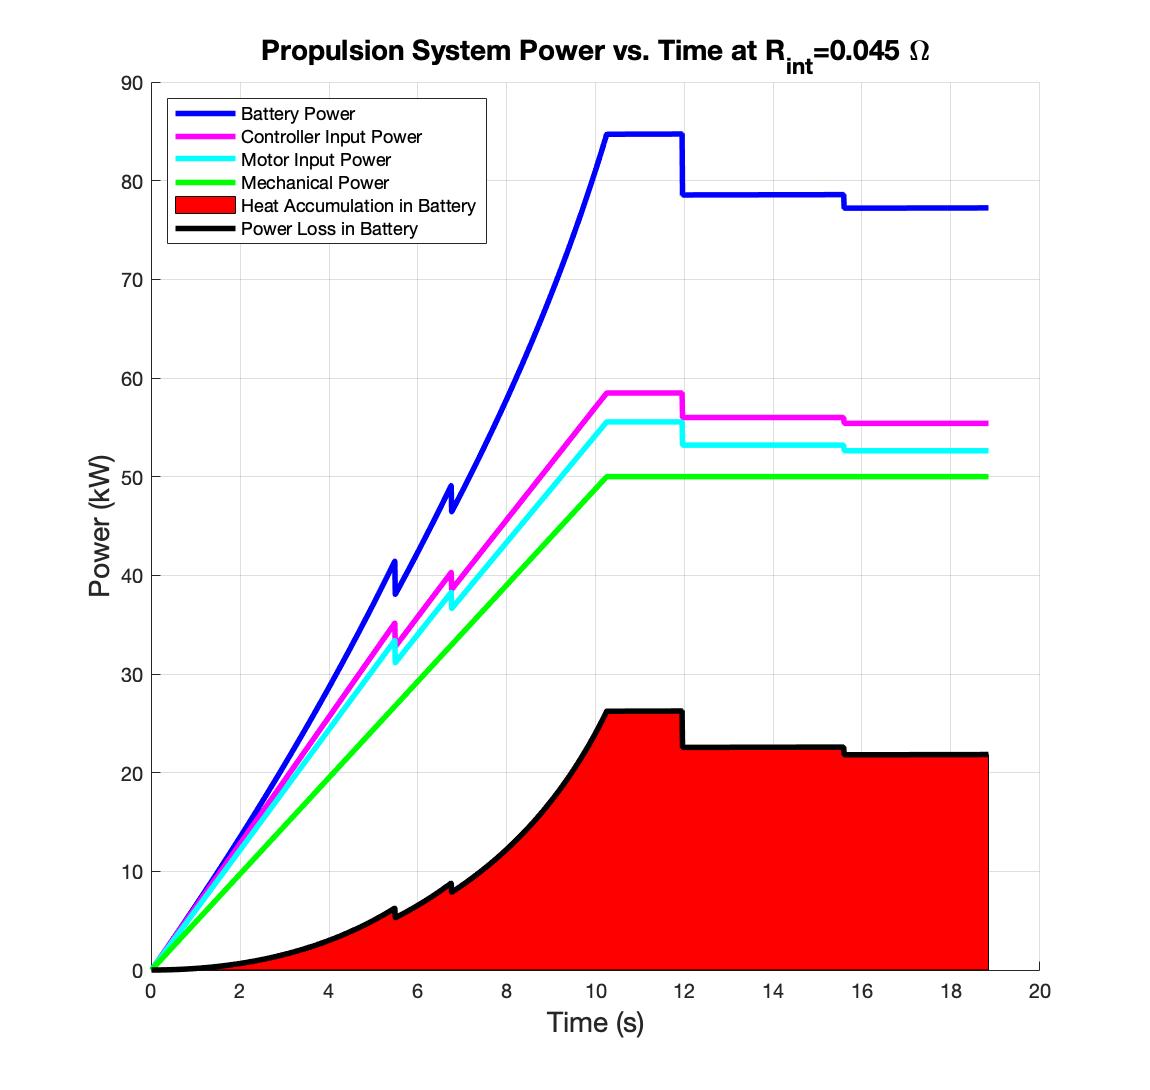 Propulsion System Power vs. Time at R_int=0.045 Ω
90
80
70
60
50
40
30
20
10
0
Power (kW)
Battery Power
Controller Input Power
Motor Input Power
Mechanical Power
Heat Accumulation in Battery
Power Loss in Battery
0 2 4 6 8 10 12 14 16 18 20
Time (s)